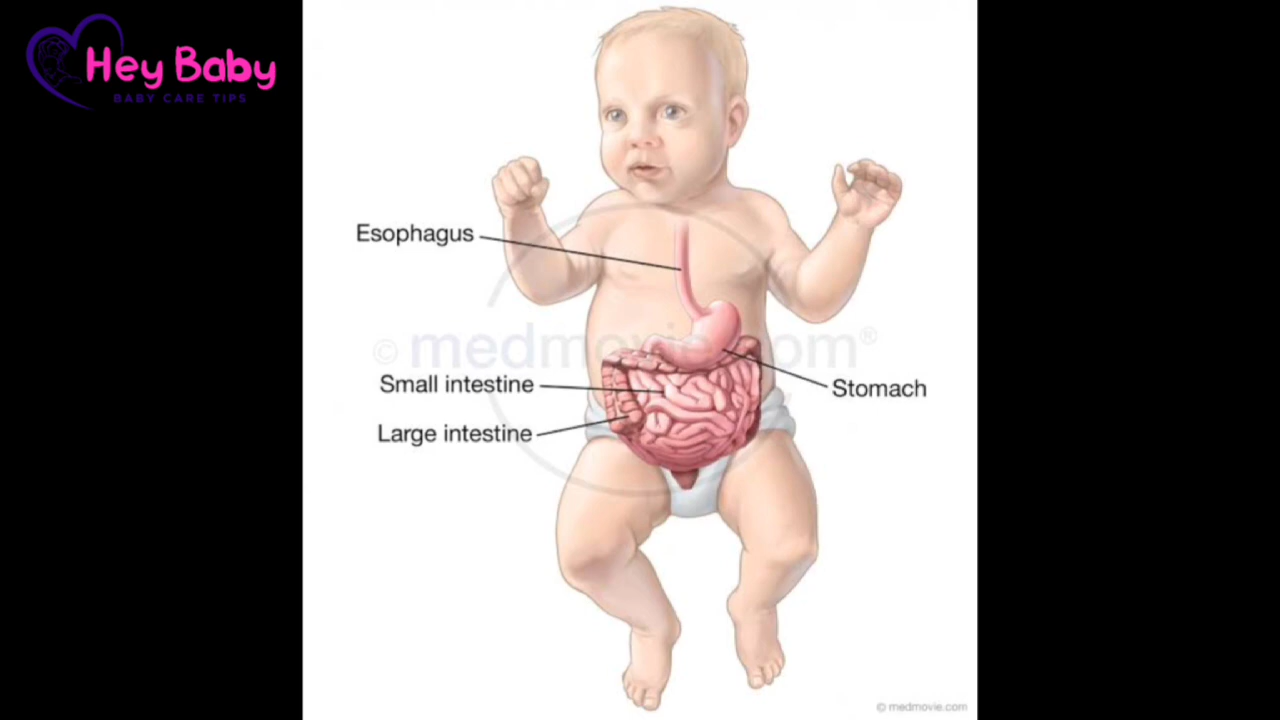 Hey Baby
BABY CARE TIPS
Esophagus
© medmovie.com®
Small intestine
Stomach
Large intestine
© medmovie.com